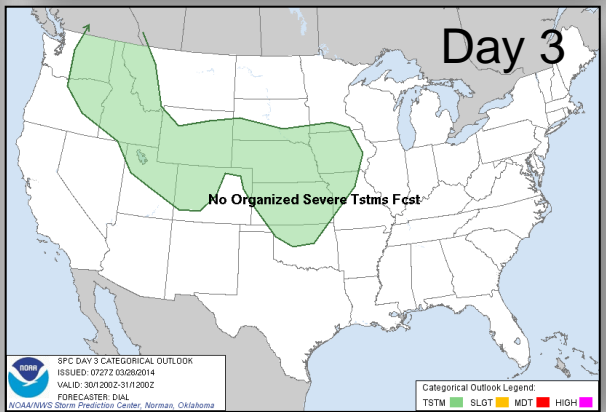 Day 3
No Organized Severe Tstms Fcst
NOAA
SPC DAY 3 CATEGORICAL OUTLOOK
ISSUED: 0727Z 03/28/2014
VALID: 30/1200Z-31/1200Z
FORECASTER: DIAL
NOAA/NWS Storm Prediction Center, Norman, Oklahoma
Categorical Outlook Legend:
TSTM SLGT MDT HIGH